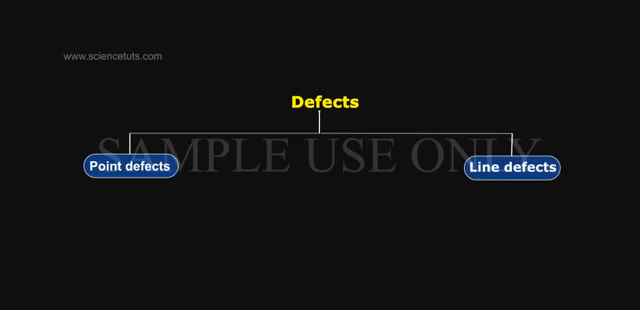 www.sciencetuts.com
Defects
SAMPLE USE ONLY
Point defects
Line defects